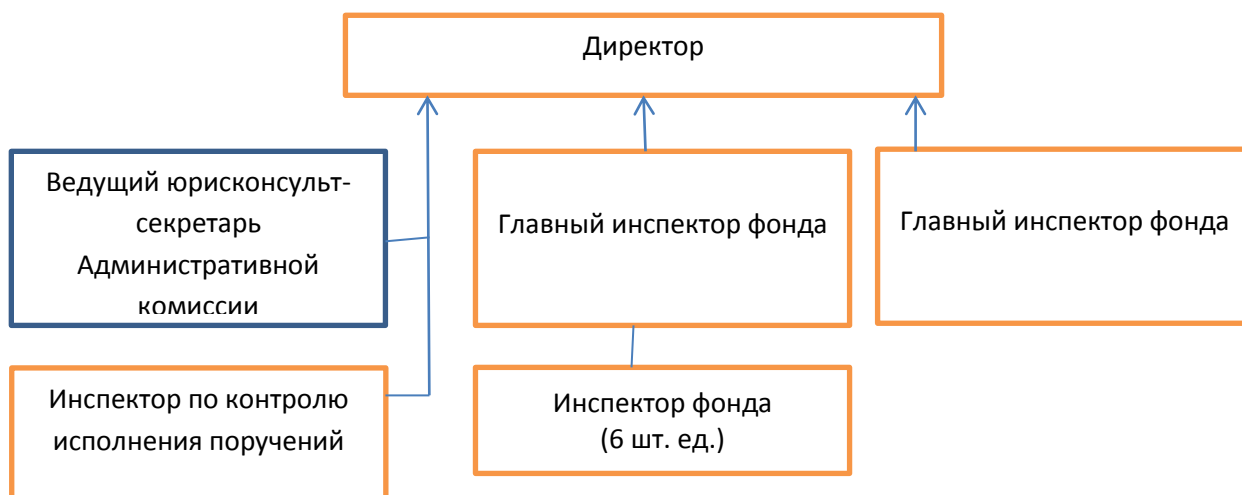 Директор
Ведущий юрисконсульт-
секретарь
Административной
комиссии
Главный инспектор фонда
Главный инспектор фонда
Инспектор по контролю
исполнения поручений
Инспектор фонда
(6 шт. ед.)